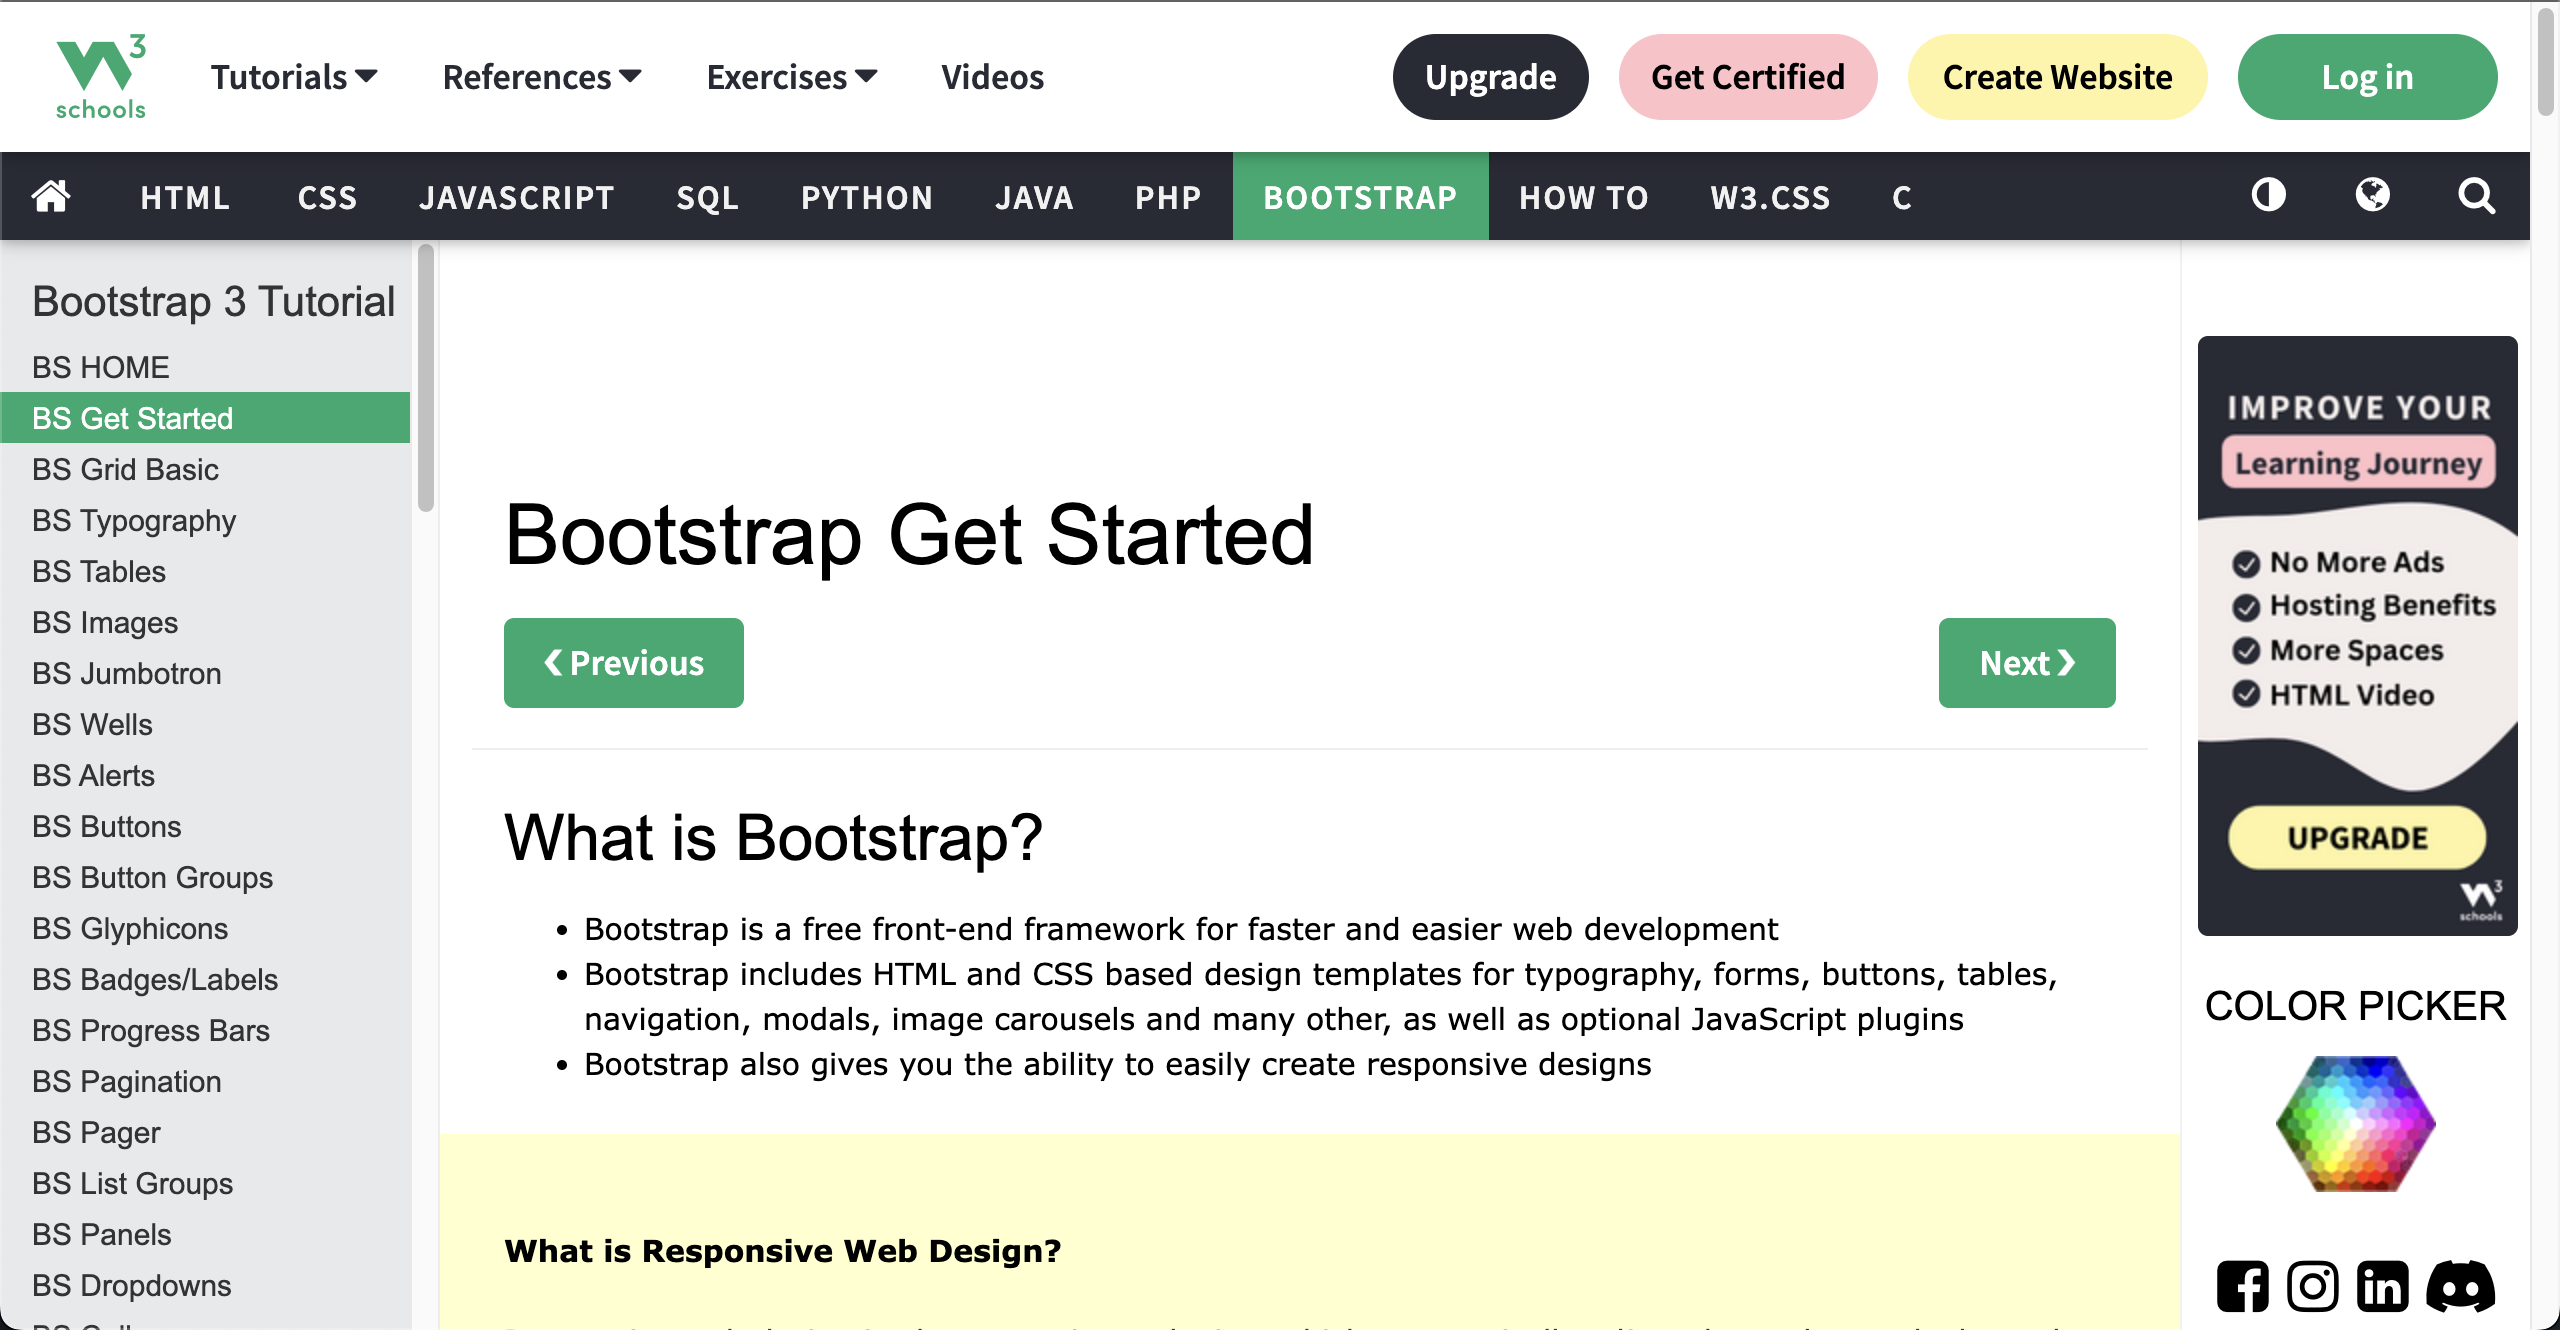 W3
schools
Tutorials
References
Exercises
Videos
Upgrade
Get Certified
Create Website
Log in
HTML
CSS
JAVASCRIPT
SQL
PYTHON
JAVA
PHP
BOOTSTRAP
HOW TO
W3.CSS
C
Bootstrap 3 Tutorial
BS HOME
BS Get Started
BS Grid Basic
BS Typography
BS Tables
BS Images
BS Jumbotron
BS Wells
BS Alerts
BS Buttons
BS Button Groups
BS Glyphicons
BS Badges/Labels
BS Progress Bars
BS Pagination
BS Pager
BS List Groups
BS Panels
BS Dropdowns
Bootstrap Get Started
❮ Previous
Next ❯
What is Bootstrap?
• Bootstrap is a free front-end framework for faster and easier web development
• Bootstrap includes HTML and CSS based design templates for typography, forms, buttons, tables,
navigation, modals, image carousels and many other, as well as optional JavaScript plugins
• Bootstrap also gives you the ability to easily create responsive designs
What is Responsive Web Design?
IMPROVE YOUR
Learning Journey
No More Ads
Hosting Benefits
More Spaces
HTML Video
UPGRADE
W3
schools
COLOR PICKER